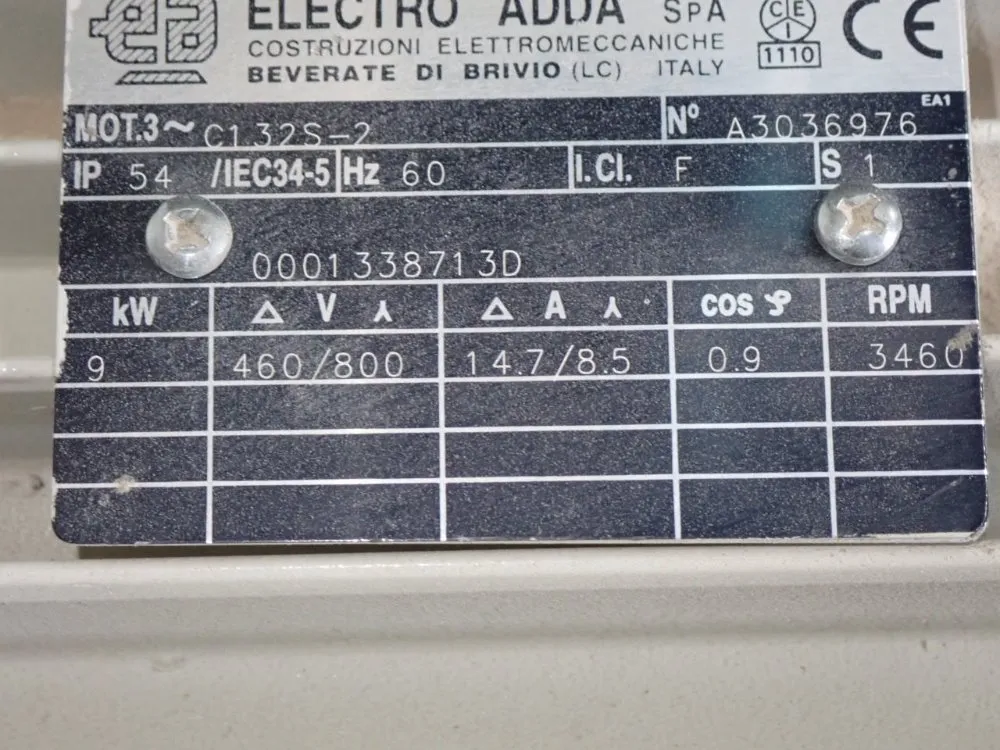 ELECTRO ADDA SPA
COSTRUZIONI ELETTROMECCANICHE
BEVERATE DI BRIVIO (LC) ITALY
CEI
1110
CE
EA1
MOT.3~ C132S-2 Nº A3036976
IP 54 /IEC34-5 Hz 60 I.Cl. F S 1
0001338713D
kW Δ V ⅄ Δ A ⅄ cos φ RPM
9 460/800 14.7/8.5 0.9 3460